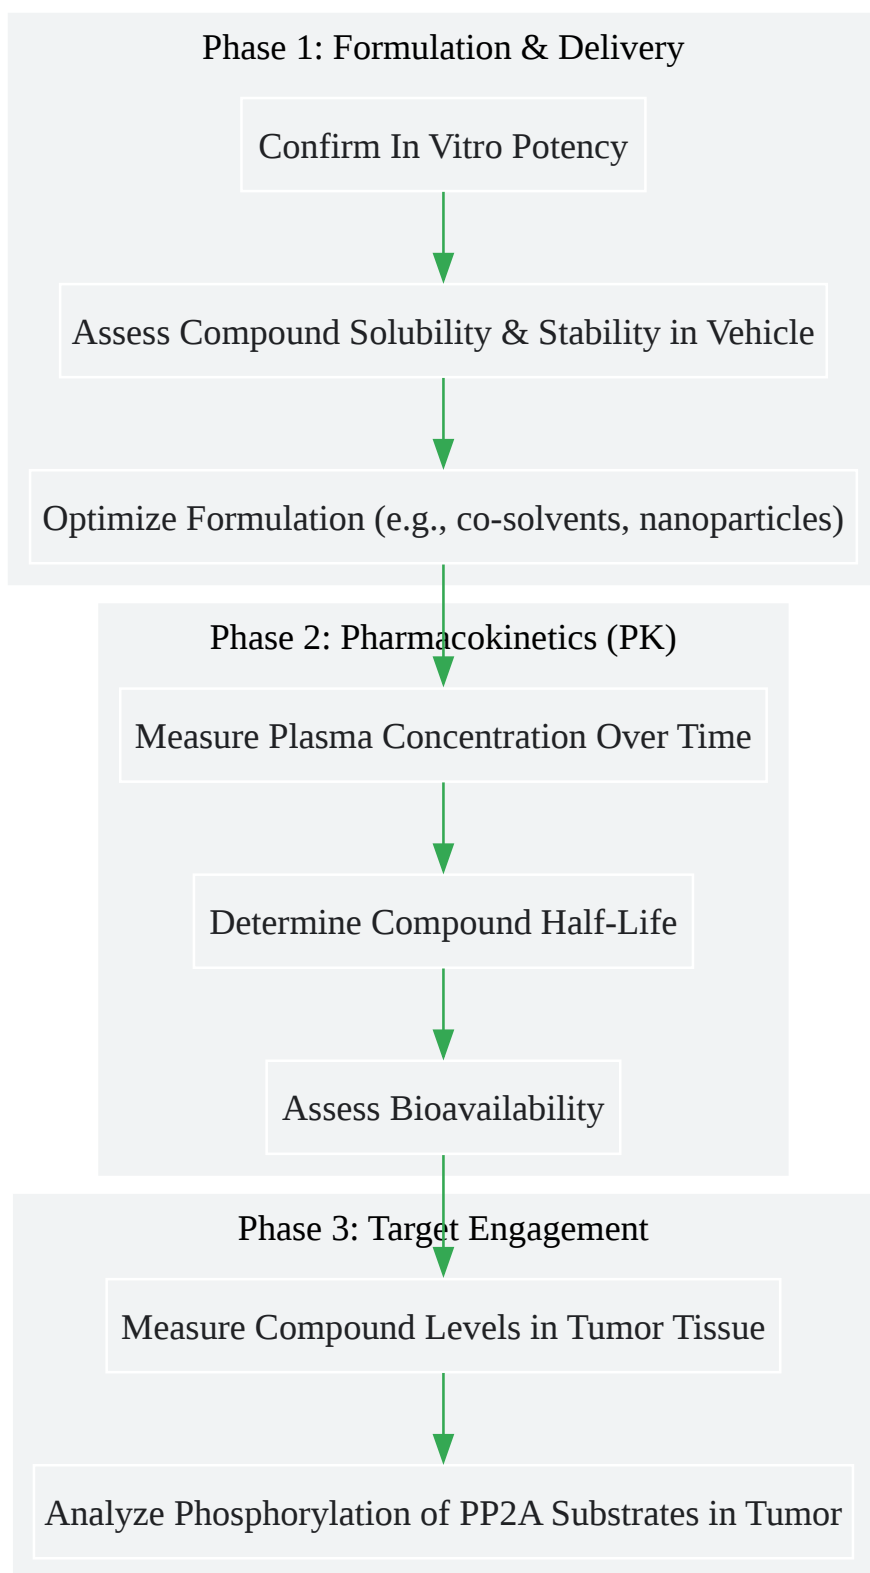 Phase 1: Formulation & Delivery
Confirm In Vitro Potency
Assess Compound Solubility & Stability in Vehicle
Optimize Formulation (e.g., co-solvents, nanoparticles)
Phase 2: Pharmacokinetics (PK)
Measure Plasma Concentration Over Time
Determine Compound Half-Life
Assess Bioavailability
Phase 3: Target Engagement
Measure Compound Levels in Tumor Tissue
Analyze Phosphorylation of PP2A Substrates in Tumor